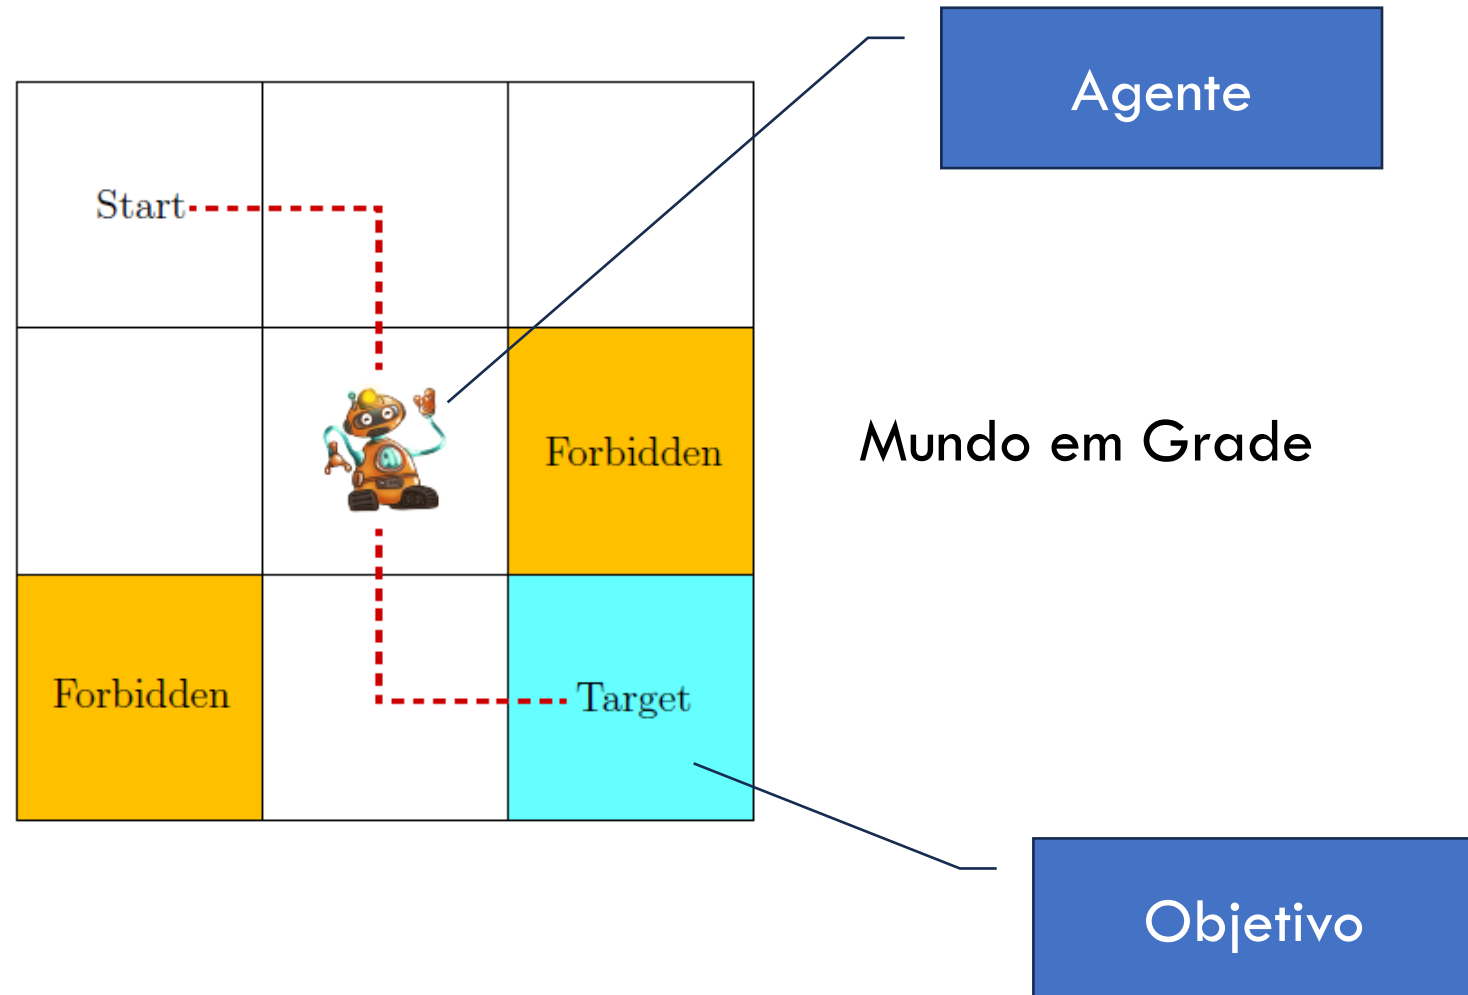 Agente
Start
Forbidden
Mundo em Grade
Forbidden
Target
Objetivo